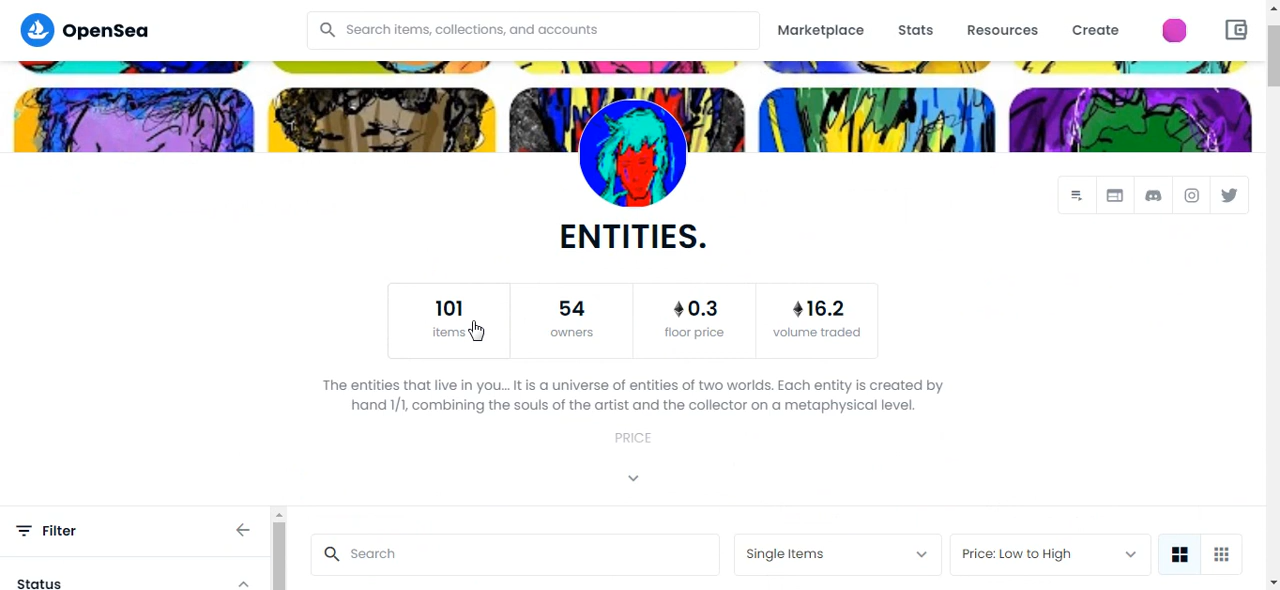 OpenSea
Search items, collections, and accounts
Marketplace
Stats
Resources
Create
ENTITIES.
101
items
54
owners
0.3
floor price
16.2
volume traded
The entities that live in you... It is a universe of entities of two worlds. Each entity is created by
hand 1/1, combining the souls of the artist and the collector on a metaphysical level.
PRICE
Filter
Search
Single Items
Price: Low to High
Status